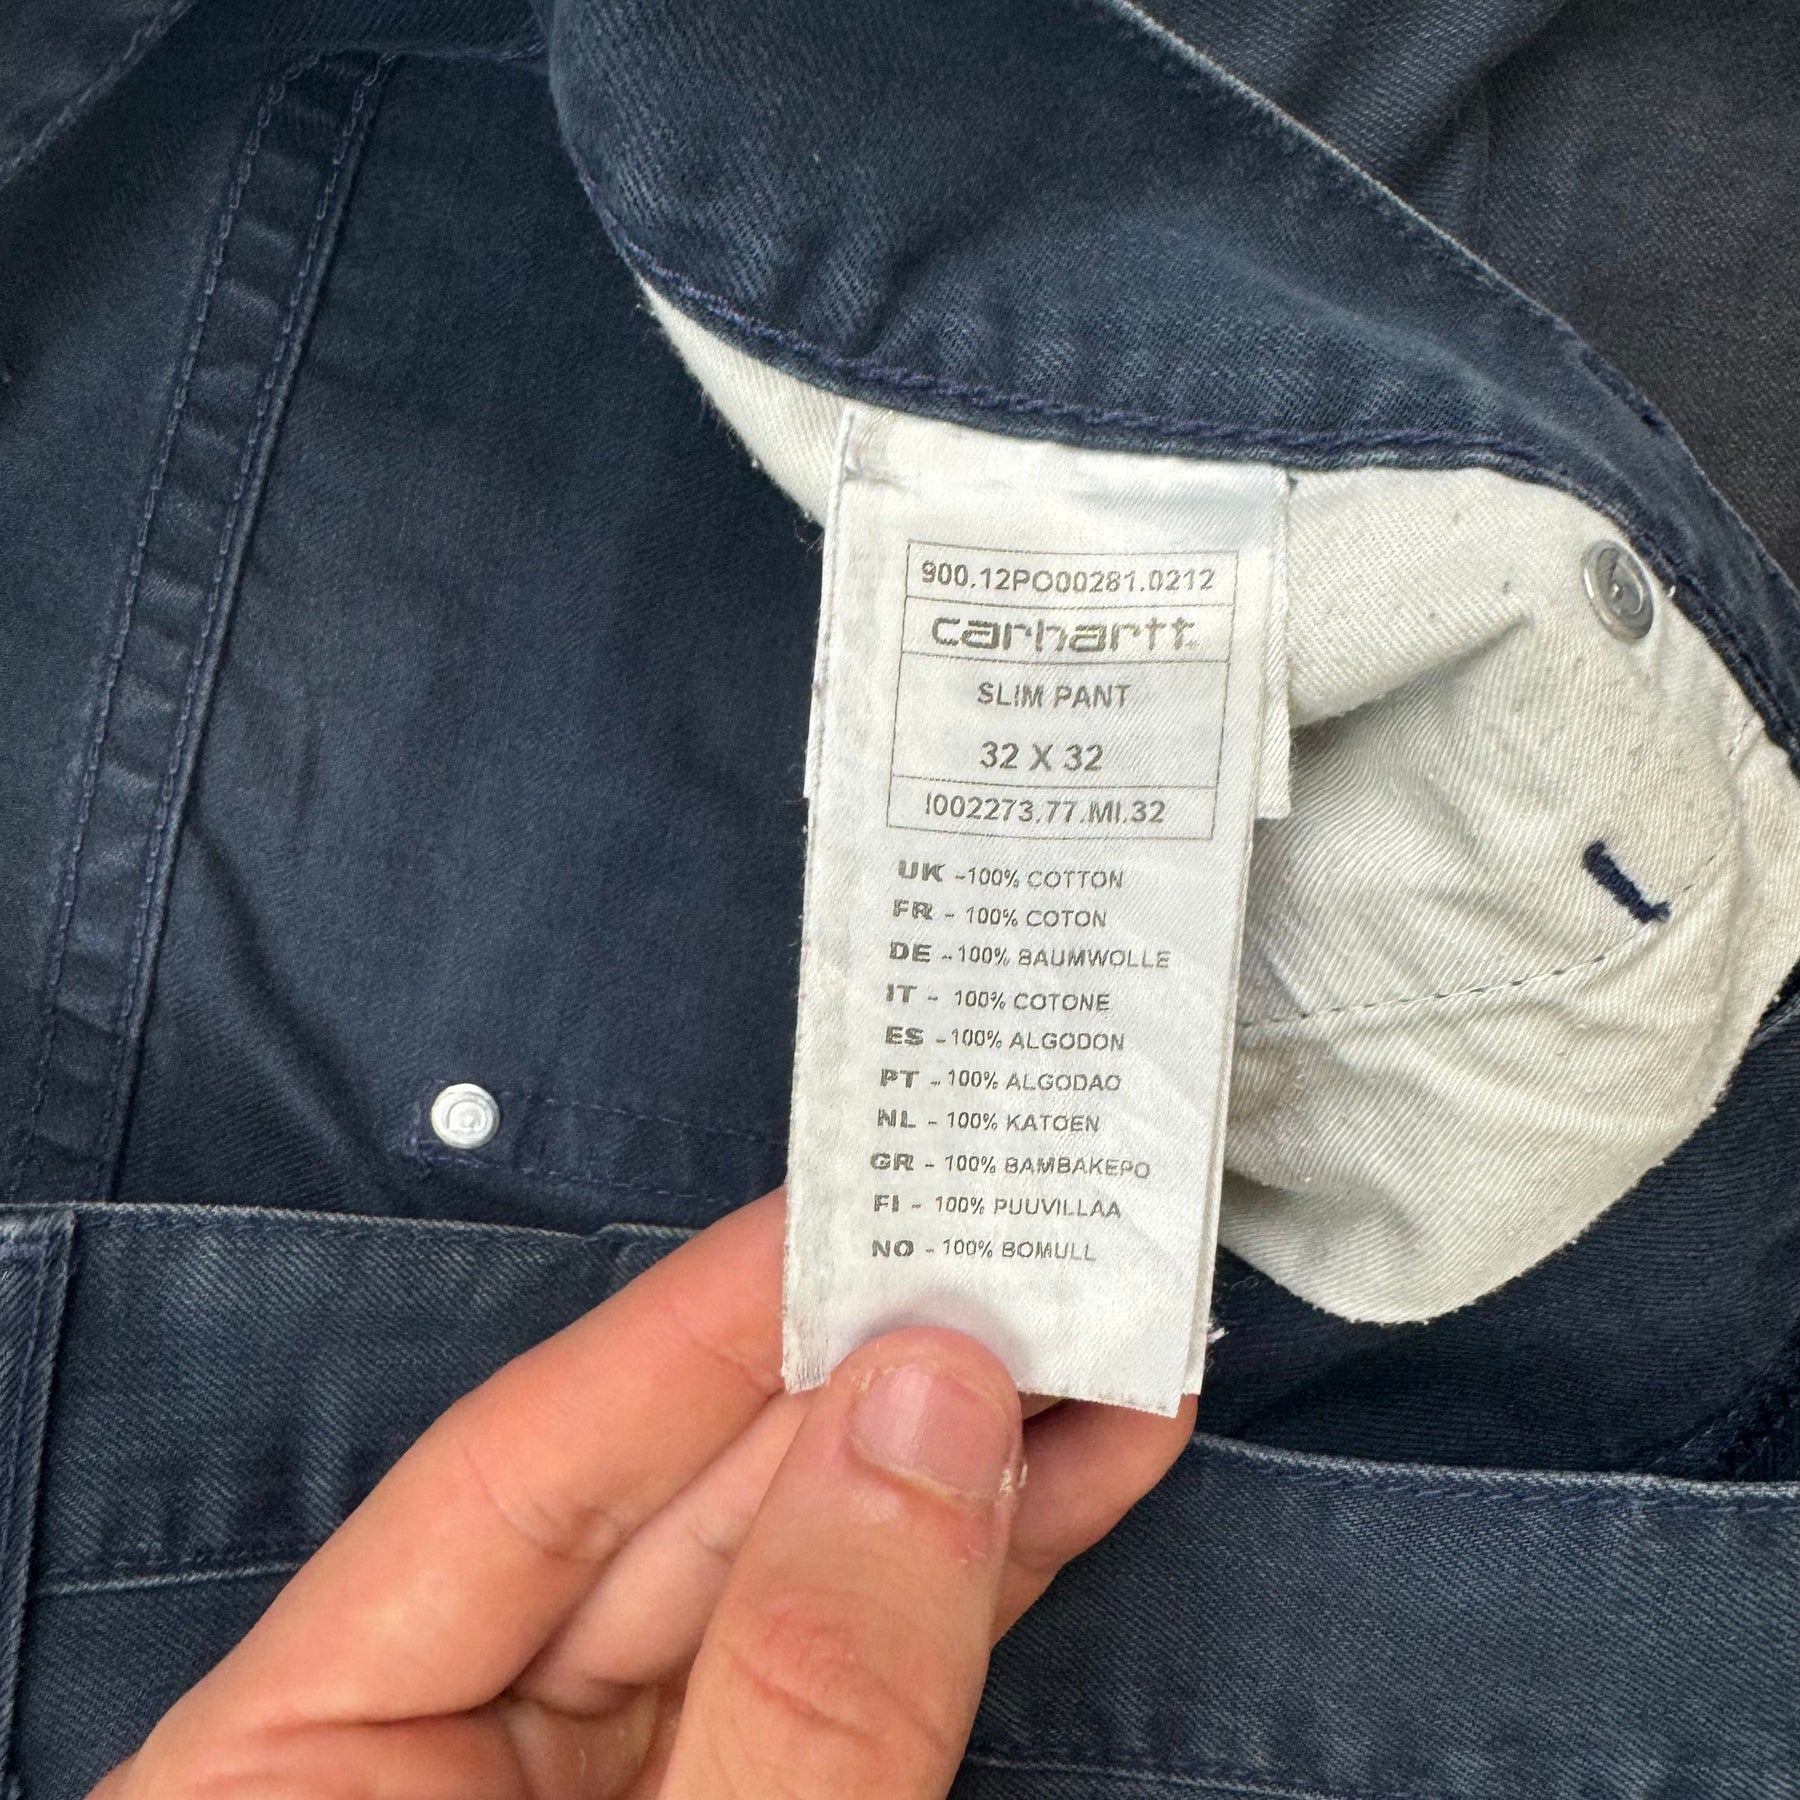 900.12PO00281.0212
carhartt
SLIM PANT
32 X 32
I002273.77.MI.32
UK -100% COTTON
FR - 100% COTON
DE -100% BAUMWOLLE
IT - 100% COTONE
ES -100% ALGODON
PT -100% ALGODAO
NL - 100% KATOEN
GR - 100% BAMBAKEPO
FI - 100% PUUVILLAA
NO - 100% BOMULL